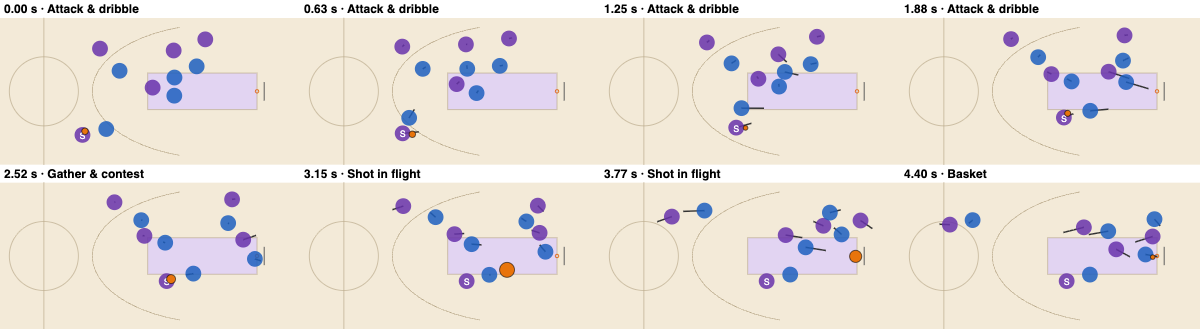 0.00 s · Attack & dribble
0.63 s · Attack & dribble
1.25 s · Attack & dribble
1.88 s · Attack & dribble
S
S
S
S
2.52 s · Gather & contest
3.15 s · Shot in flight
3.77 s · Shot in flight
4.40 s · Basket
S
S
S
S